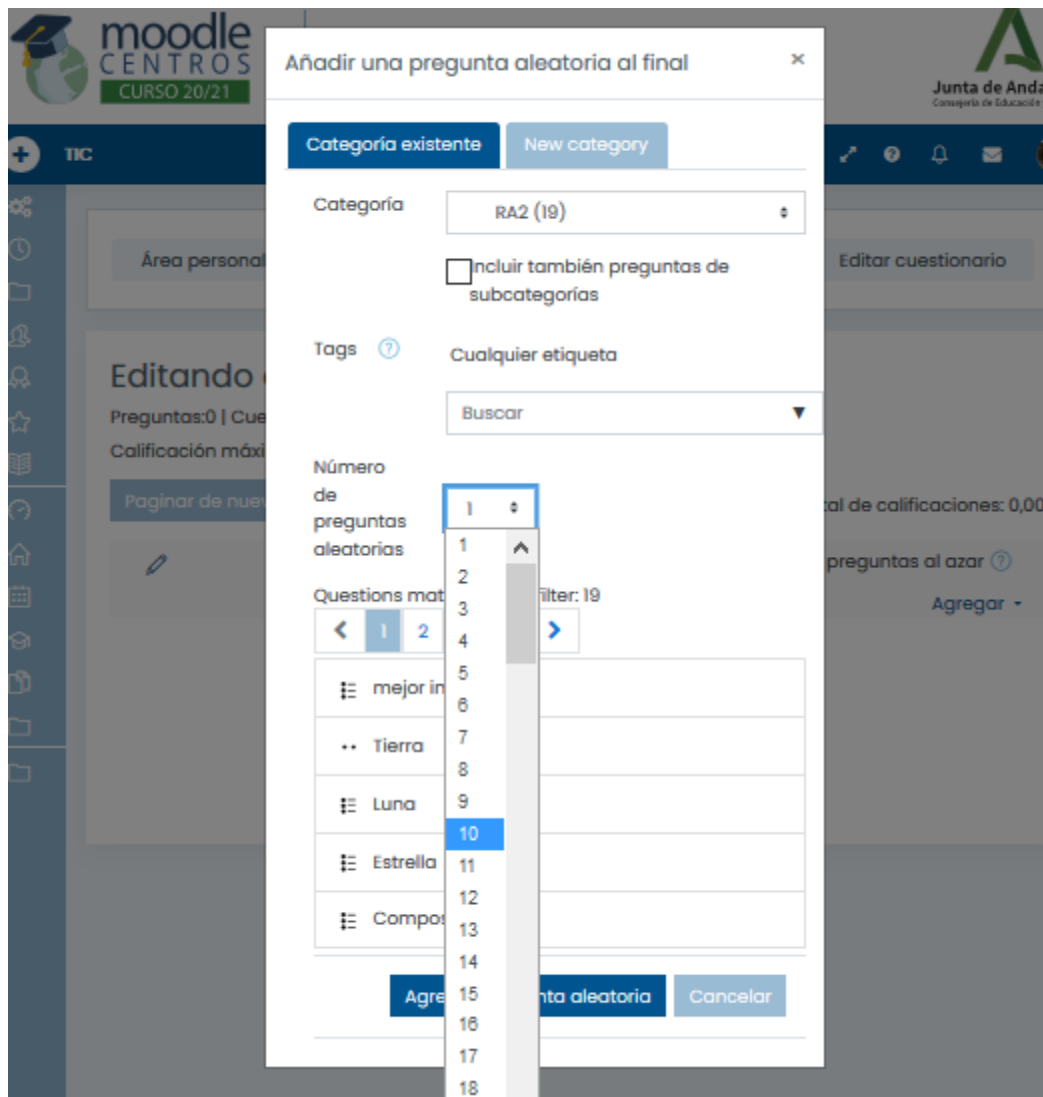 moodle
CENTROS
CURSO 20/21
Junta de Anda
Consejería de Educación
TIC
Área personal
Editar cuestionario
Editando
Preguntas:0 | Cue
Calificación máxi
Paginar de nuev
tal de calificaciones: 0,00
preguntas al azar
Agregar
Añadir una pregunta aleatoria al final ×
Categoría existente
New category
Categoría
RA2 (19)
Incluir también preguntas de
subcategorías
Tags
Cualquier etiqueta
Buscar
Número
de
preguntas
aleatorias
1
1
2
3
4
5
6
7
8
9
10
11
12
13
14
15
16
17
18
Questions mat
filter: 19
1 2
mejor in
Tierra
Luna
Estrella
Compos
Agre
nta aleatoria
Cancelar